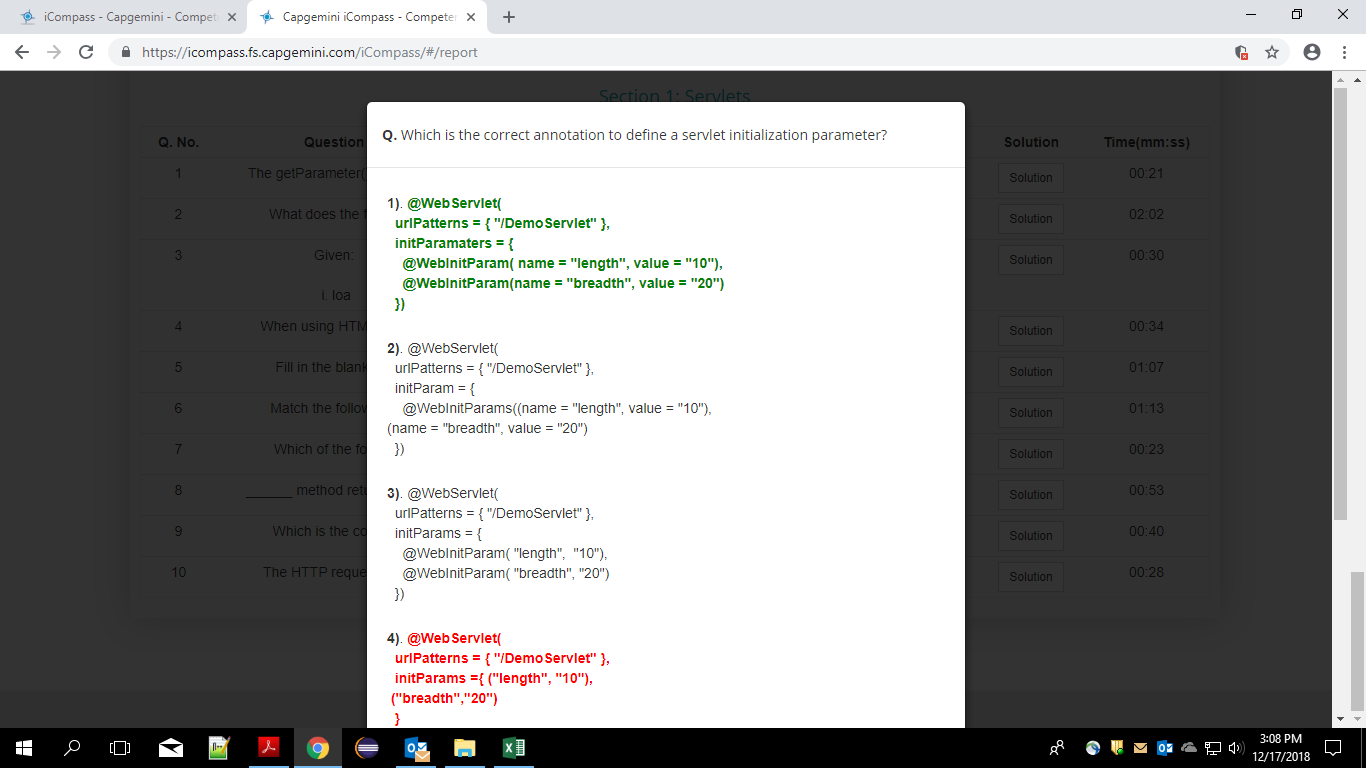 iCompass - Capgemini - Compet
Capgemini iCompass - Competen
https://icompass.fs.capgemini.com/iCompass/#/report
Section 1: Servlets
Q. No. Question Solution Time(mm:ss)
1 The getParameter( Solution 00:21
2 What does the Solution 02:02
3 Given: Solution 00:30
i. loa
4 When using HTM Solution 00:34
5 Fill in the blank Solution 01:07
6 Match the follow Solution 01:13
7 Which of the fo Solution 00:23
8 ______ method retu Solution 00:53
9 Which is the co Solution 00:40
10 The HTTP reque Solution 00:28
Q. Which is the correct annotation to define a servlet initialization parameter?
1). @WebServlet(
urlPatterns = { "/DemoServlet" },
initParamaters = {
@WebInitParam( name = "length", value = "10"),
@WebInitParam(name = "breadth", value = "20")
})
2). @WebServlet(
urlPatterns = { "/DemoServlet" },
initParam = {
@WebInitParams((name = "length", value = "10"),
(name = "breadth", value = "20")
})
3). @WebServlet(
urlPatterns = { "/DemoServlet" },
initParams = {
@WebInitParam( "length", "10"),
@WebInitParam( "breadth", "20")
})
4). @WebServlet(
urlPatterns = { "/DemoServlet" },
initParams ={ ("length", "10"),
("breadth","20")
}
3:08 PM
12/17/2018